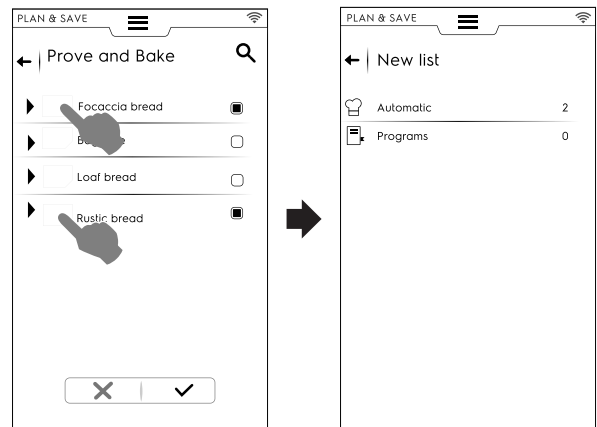 PLAN & SAVE
Prove and Bake
Focaccia bread
Loaf bread
Rustic bread
PLAN & SAVE
New list
Automatic 2
Programs 0